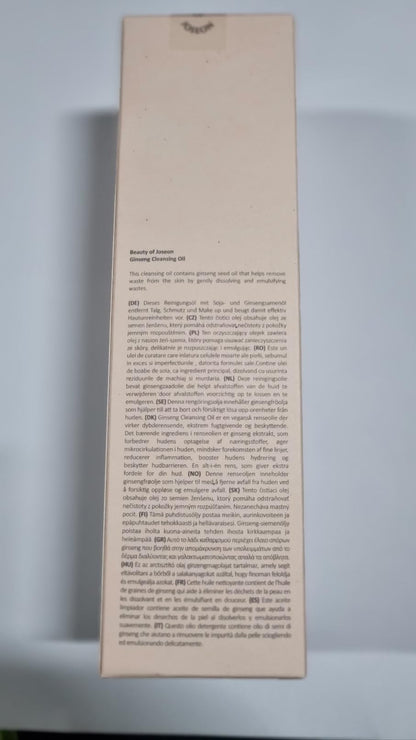 JOSEON
Beauty of Joseon
Ginseng Cleansing Oil
This cleansing oil contains ginseng seed oil that helps remove
waste from the skin by gently dissolving and emulsifying
wastes.
(DE) Dieses Reinigungsöl mit Soja- und Ginsengsamenöl
entfernt Talg, Schmutz und Make up und beugt damit effektiv
Hautunreinheiten vor. (CZ) Tento čistící olej obsahuje olej ze
semen ženšenu, který pomáhá odstraňovat nečistoty z pokožky
jemným rozpouštěním. (PL) Ten oczyszczający olejek zawiera
olej z nasion żeń-szenia, który pomaga usuwać zanieczyszczenia
ze skóry, delikatnie je rozpuszczając i emulgując. (RO) Este un
ulei de curatare care inlatura celulele moarte ale pielii, sebumul
in exces si imperfectiunile, datorita formulei sale. Contine ulei
de boabe de soia, ca ingredient principal, dizolvand cu usurinta
reziduurile de machiaj si murdaria. (NL) Deze reinigingsolie
bevat ginsengzaadolie die helpt afvalstoffen van de huid te
verwijderen door afvalstoffen voorzichtig op te lossen en te
emulgeren. (SE) Denna rengöringsolja innehåller ginsengfröolja
som hjälper till att ta bort och försiktigt lösa upp orenheter från
huden. (DK) Ginseng Cleansing Oil er en vegansk renseolie der
virker dybderensende, ekstrem fugtgivende og beskyttende.
Det bærende ingrediens i renseolien er ginseng ekstrakt, som
forbedrer hudens optagelse af næringsstoffer, øger
mikrocirkulationen i huden, mindsker forekomsten af fine linjer,
reducerer inflammation, booster hudens hydrering og
beskytter hudbarrieren. En alt-i-én rens, som giver ekstra
fordele for din hud. (NO) Denne renseoljen inneholder
ginsengfrøolje som hjelper til med å fjerne avfall fra huden ved
å forsiktig oppløse og emulgere avfall. (SK) Tento čistiaci olej
obsahuje olej zo semien ženšenu, ktorý pomáha odstraňovať
nečistoty z pokožky jemným rozpúšťaním. Nezanecháva mastný
pocit. (FI) Tämä puhdistusöljy poistaa meikin, aurinkovoiteen ja
epäpuhtaudet tehokkaasti ja hellävaraisesti. Ginseng-siemenöljy
poistaa iholta kuona-aineita tehden ihosta kirkkaampaa ja
heleämpää. (GR) Αυτό το λάδι καθαρισμού περιέχει έλαιο σπόρων
ginseng που βοηθά στην απομάκρυνση των υπολειμμάτων από το
δέρμα διαλύοντας και γαλακτωματοποιώντας απαλά τα απόβλητα.
(HU) Ez az arctisztító olaj ginzengmagolajat tartalmaz, amely segít
eltávolítani a bőrből a salakanyagokat azáltal, hogy finoman feloldja
és emulgeálja azokat. (FR) Cette huile nettoyante contient de l'huile
de graines de ginseng qui aide à éliminer les déchets de la peau en
les dissolvant et en les émulsifiant en douceur. (ES) Este aceite
limpiador contiene aceite de semilla de ginseng que ayuda a
eliminar los desechos de la piel al disolverlos y emulsionarlos
suavemente. (IT) Questo olio detergente contiene olio di semi di
ginseng che aiutano a rimuovere le impurità dalla pelle sciogliendo
ed emulsionando delicatamente.